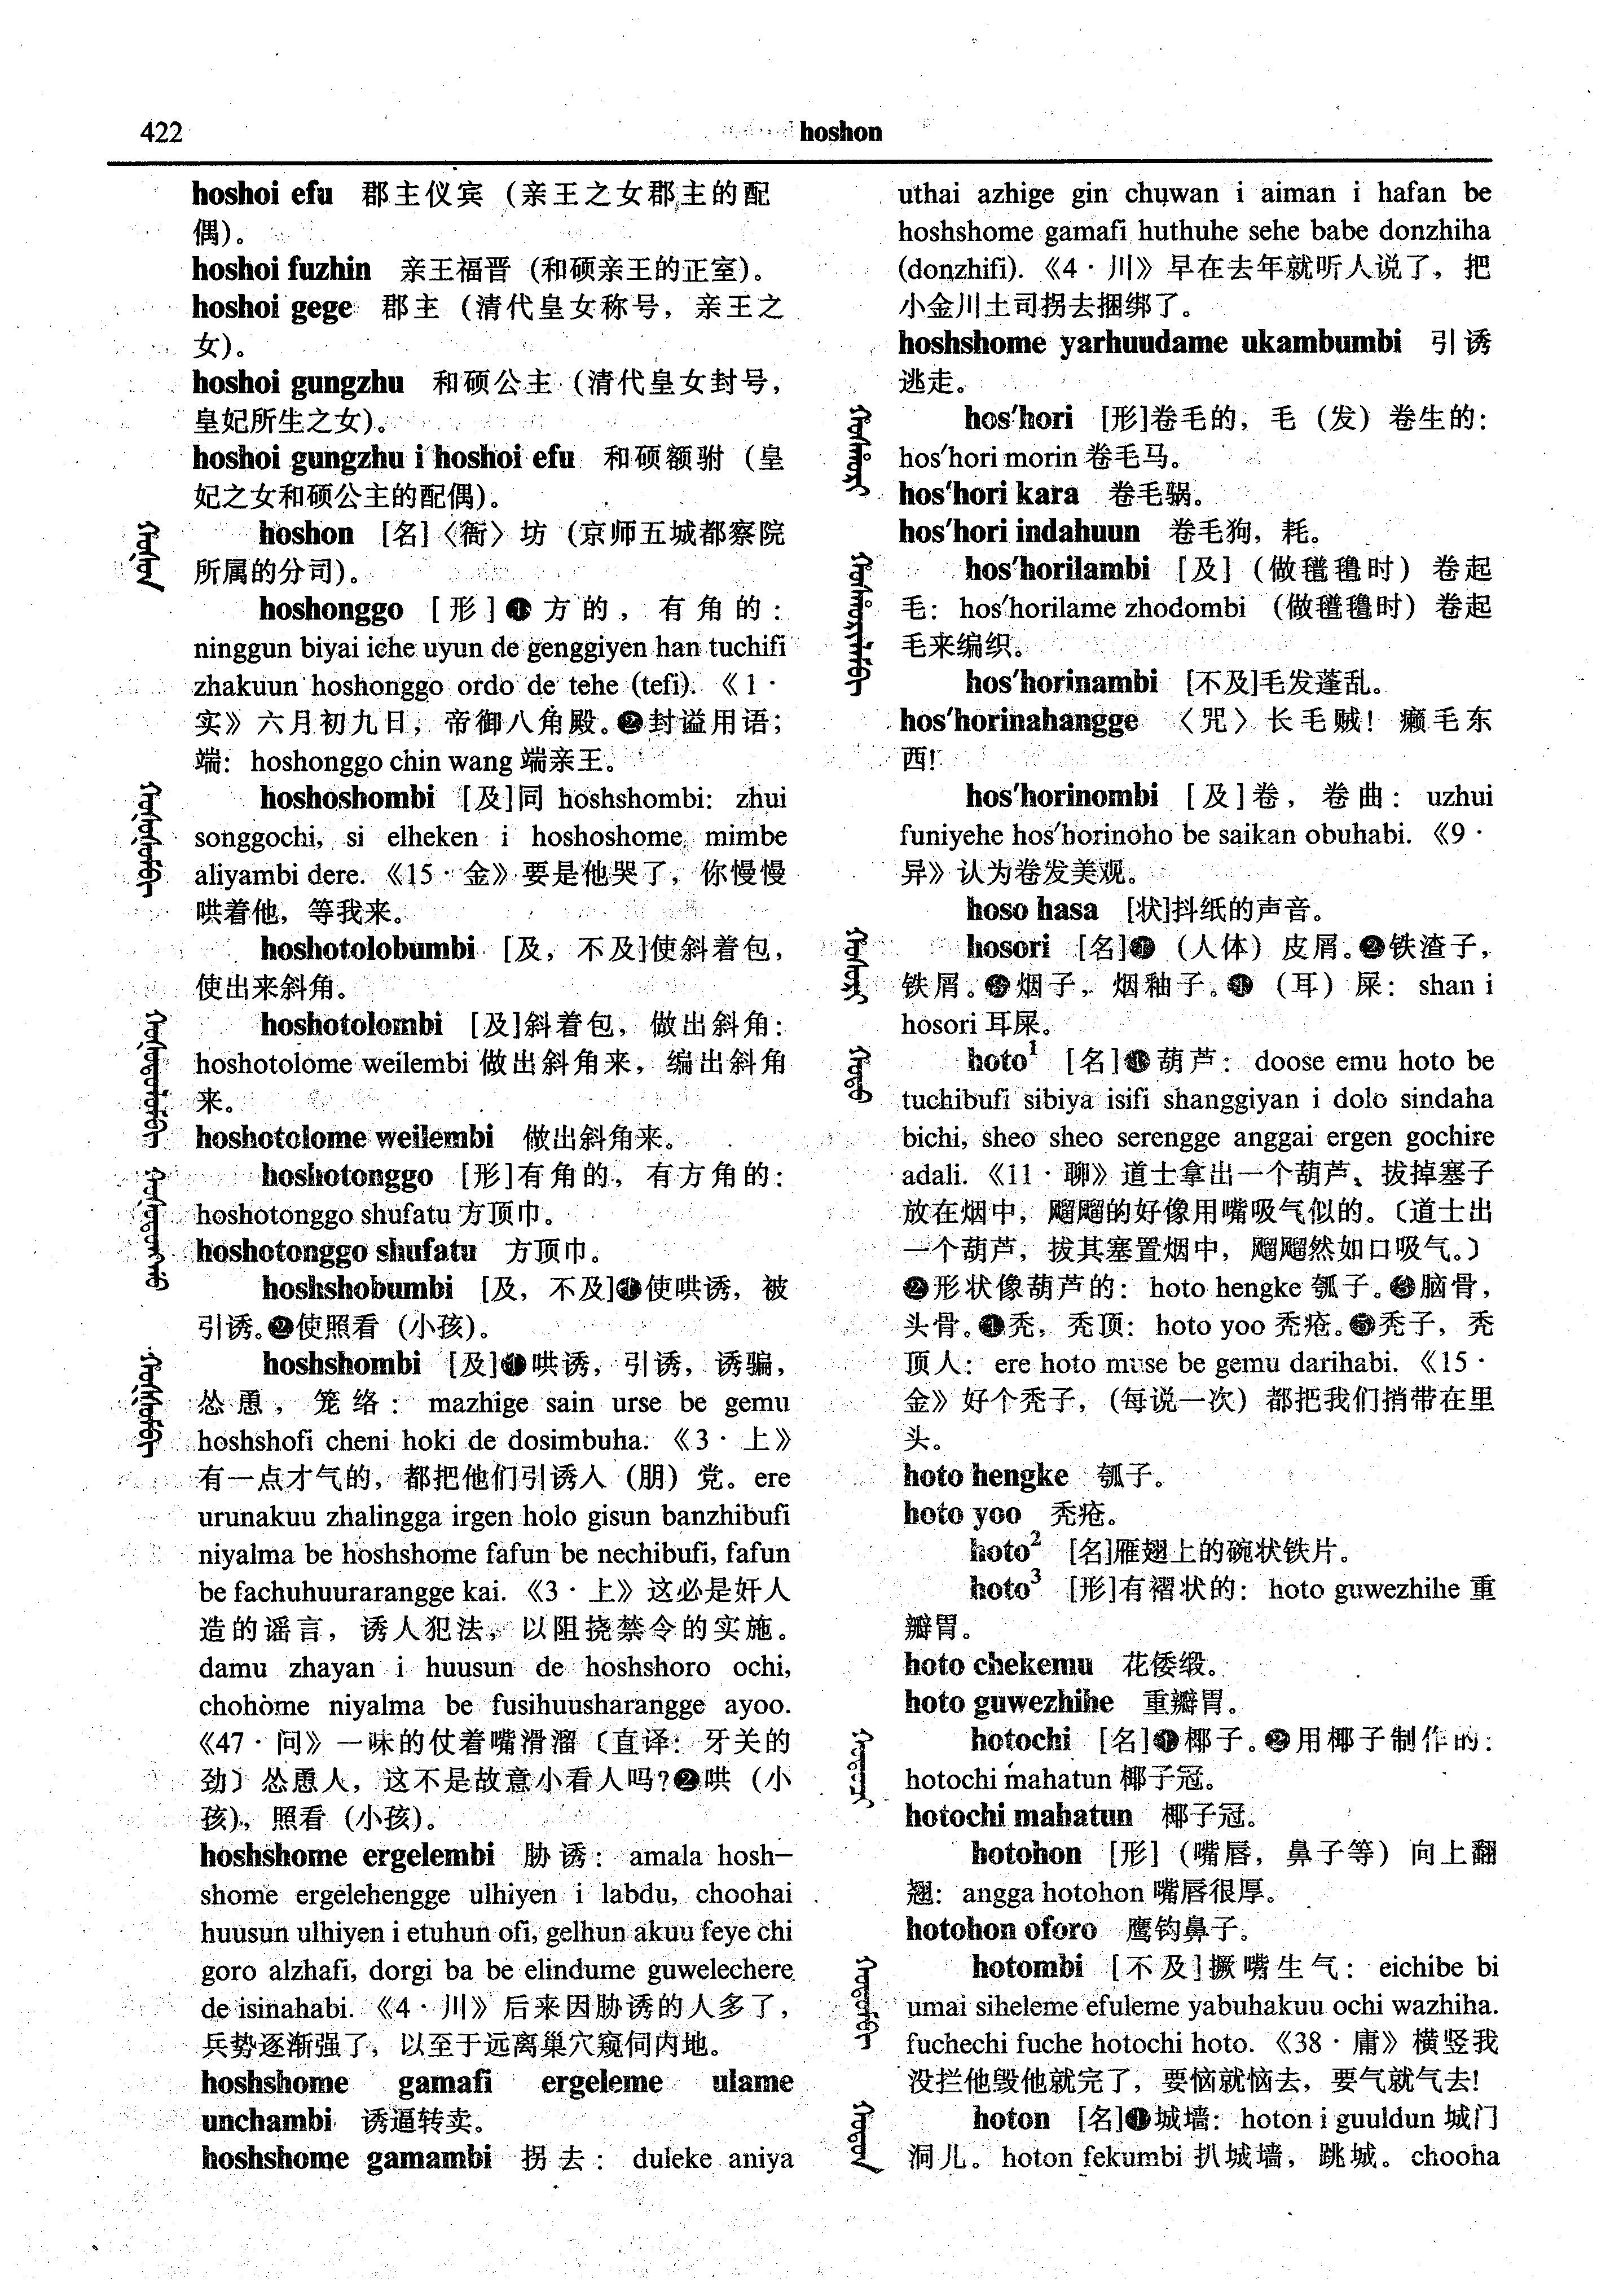 422
hoshon
hoshoi efu 郡主仪宾（亲王之女郡主的配
偶）。
hoshoi fuzhin 亲王福晋（和硕亲王的正室）。
hoshoi gege 郡主（清代皇女称号，亲王之
女）。
hoshoi gungzhu 和硕公主（清代皇女封号，
皇妃所生之女）。
hoshoi gungzhu i hoshoi efu 和硕额驸（皇
妃之女和硕公主的配偶）。
hoshon [名]〈衙〉坊（京师五城都察院
所属的分司）。
hoshonggo [形]❶方的，有角的：
ninggun biyai iche uyun de genggiyen han tuchifi
zhakuun hoshonggo ordo de tehe (tefi).《1·
实》六月初九日，帝御八角殿。❷封谥用语；
端：hoshonggo chin wang 端亲王。
hoshoshombi [及]同 hoshshombi: zhui
songgochi, si elheken i hoshoshome mimbe
aliyambi dere.《15·金》要是他哭了，你慢慢
哄着他，等我来。
hoshotolobumbi [及，不及]使斜着包，
使出来斜角。
hoshotolombi [及]斜着包，做出斜角：
hoshotolome weilembi 做出斜角来，编出斜角
来。
hoshotolome weilembi 做出斜角来。
hoshotonggo [形]有角的，有方角的：
hoshotonggo shufatu 方顶巾。
hoshotonggo shufatu 方顶巾。
hoshshobumbi [及，不及]❶使哄诱，被
引诱。❷使照看（小孩）。
hoshshombi [及]❶哄诱，引诱，诱骗，
怂恿，笼络：mazhige sain urse be gemu
hoshshofi cheni hoki de dosimbuha.《3·上》
有一点才气的，都把他们引诱人（朋）党。ere
urunakuu zhalingga irgen holo gisun banzhibufi
niyalma be hoshshome fafun be nechibufi, fafun
be fachuhuurarangge kai.《3·上》这必是奸人
造的谣言，诱人犯法，以阻挠禁令的实施。
damu zhayan i huusun de hoshshoro ochi,
chohome niyalma be fusihuusharangge ayoo.
《47·问》一味的仗着嘴滑溜〔直译：牙关的
劲〕怂恿人，这不是故意小看人吗?❷哄（小
孩），照看（小孩）。
hoshshome ergelembi 胁诱：amala hosh–
shome ergelehengge ulhiyen i labdu, choohai
huusun ulhiyen i etuhun ofi, gelhun akuu feye chi
goro alzhafi, dorgi ba be elindume guwelechere
de isinahabi.《4·川》后来因胁诱的人多了，
兵势逐渐强了，以至于远离巢穴窥伺内地。
hoshshome gamafi ergeleme ulame
unchambi 诱逼转卖。
hoshshome gamambi 拐去：duleke aniya
uthai azhige gin chuwan i aiman i hafan be
hoshshome gamafi huthuhe sehe babe donzhiha
(donzhifi).《4·川》早在去年就听人说了，把
小金川土司拐去捆绑了。
hoshshome yarhuudame ukambumbi 引诱
逃走。
hos'hori [形]卷毛的，毛（发）卷生的：
hos'hori morin 卷毛马。
hos'hori kara 卷毛䯄。
hos'hori indahuun 卷毛狗，㹈。
hos'horilambi [及]（做氆氇时）卷起
毛：hos'horilame zhodombi （做氆氇时）卷起
毛来编织。
hos'horinambi [不及]毛发蓬乱。
hos'horinahangge 〈咒〉长毛贼！癞毛东
西!
hos'horinombi [及]卷，卷曲：uzhui
funiyehe hos'horinoho be saikan obuhabi.《9·
异》认为卷发美观。
hoso hasa [状]抖纸的声音。
hosori [名]❶（人体）皮屑。❷铁渣子，
铁屑。❸烟子，烟釉子。❹（耳）屎：shan i
hosori 耳屎。
hoto¹ [名]❶葫芦：doose emu hoto be
tuchibufi sibiya isifi shanggiyan i dolo sindaha
bichi, sheo sheo serengge anggai ergen gochire
adali.《11·聊》道士拿出一个葫芦、拔掉塞子
放在烟中，飗飗的好像用嘴吸气似的。〔道士出
一个葫芦，拔其塞置烟中，飗飗然如口吸气。〕
❷形状像葫芦的：hoto hengke 瓠子。❸脑骨，
头骨。❹秃，秃顶：hoto yoo 秃疮。❺秃子，秃
顶人：ere hoto muse be gemu darihabi.《15·
金》好个秃子，（每说一次）都把我们捎带在里
头。
hoto hengke 瓠子。
hoto yoo 秃疮。
hoto² [名]雁翅上的碗状铁片。
hoto³ [形]有褶状的：hoto guwezhihe 重
瓣胃。
hoto chekemu 花倭缎。
hoto guwezhihe 重瓣胃。
hotochi [名]❶椰子。❷用椰子制作的：
hotochi mahatun 椰子冠。
hotochi mahatun 椰子冠。
hotohon [形]（嘴唇，鼻子等）向上翻
翘：angga hotohon 嘴唇很厚。
hotohon oforo 鹰钩鼻子。
hotombi [不及]撅嘴生气：eichibe bi
umai siheleme efuleme yabuhakuu ochi wazhiha.
fuchechi fuche hotochi hoto.《38·庸》横竖我
没拦他毁他就完了，要恼就恼去，要气就气去！
hoton [名]❶城墙：hoton i guuldun 城门
洞儿。hoton fekumbi 扒城墙，跳城。chooha